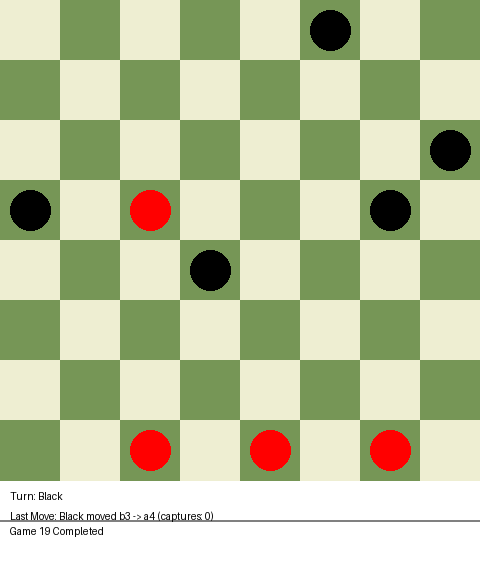 Turn: Black
Last Move: Black moved b3 -> a4 (captures: 0)
Game 19 Completed